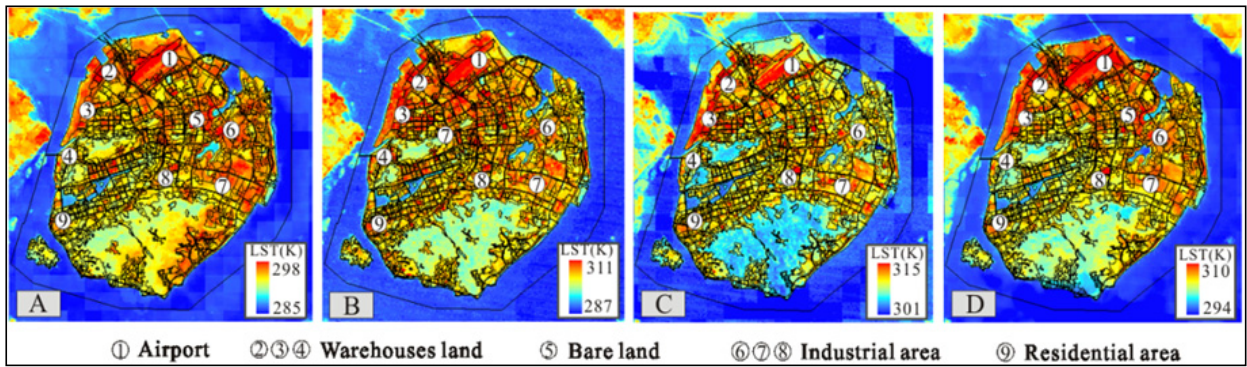 ① ② ③ ④ ⑤ ⑥ ⑦ ⑧ ⑨
LST(K)
298
285
A
① ② ③ ④ ⑦ ⑥ ⑦ ⑧ ⑨
LST(K)
311
287
B
① ② ③ ④ ⑤ ⑥ ⑦ ⑧ ⑨
LST(K)
315
301
C
① ② ③ ④ ⑤ ⑥ ⑦ ⑧ ⑨
LST(K)
310
294
D
① Airport ②③④ Warehouses land ⑤ Bare land ⑥⑦⑧ Industrial area ⑨ Residential area